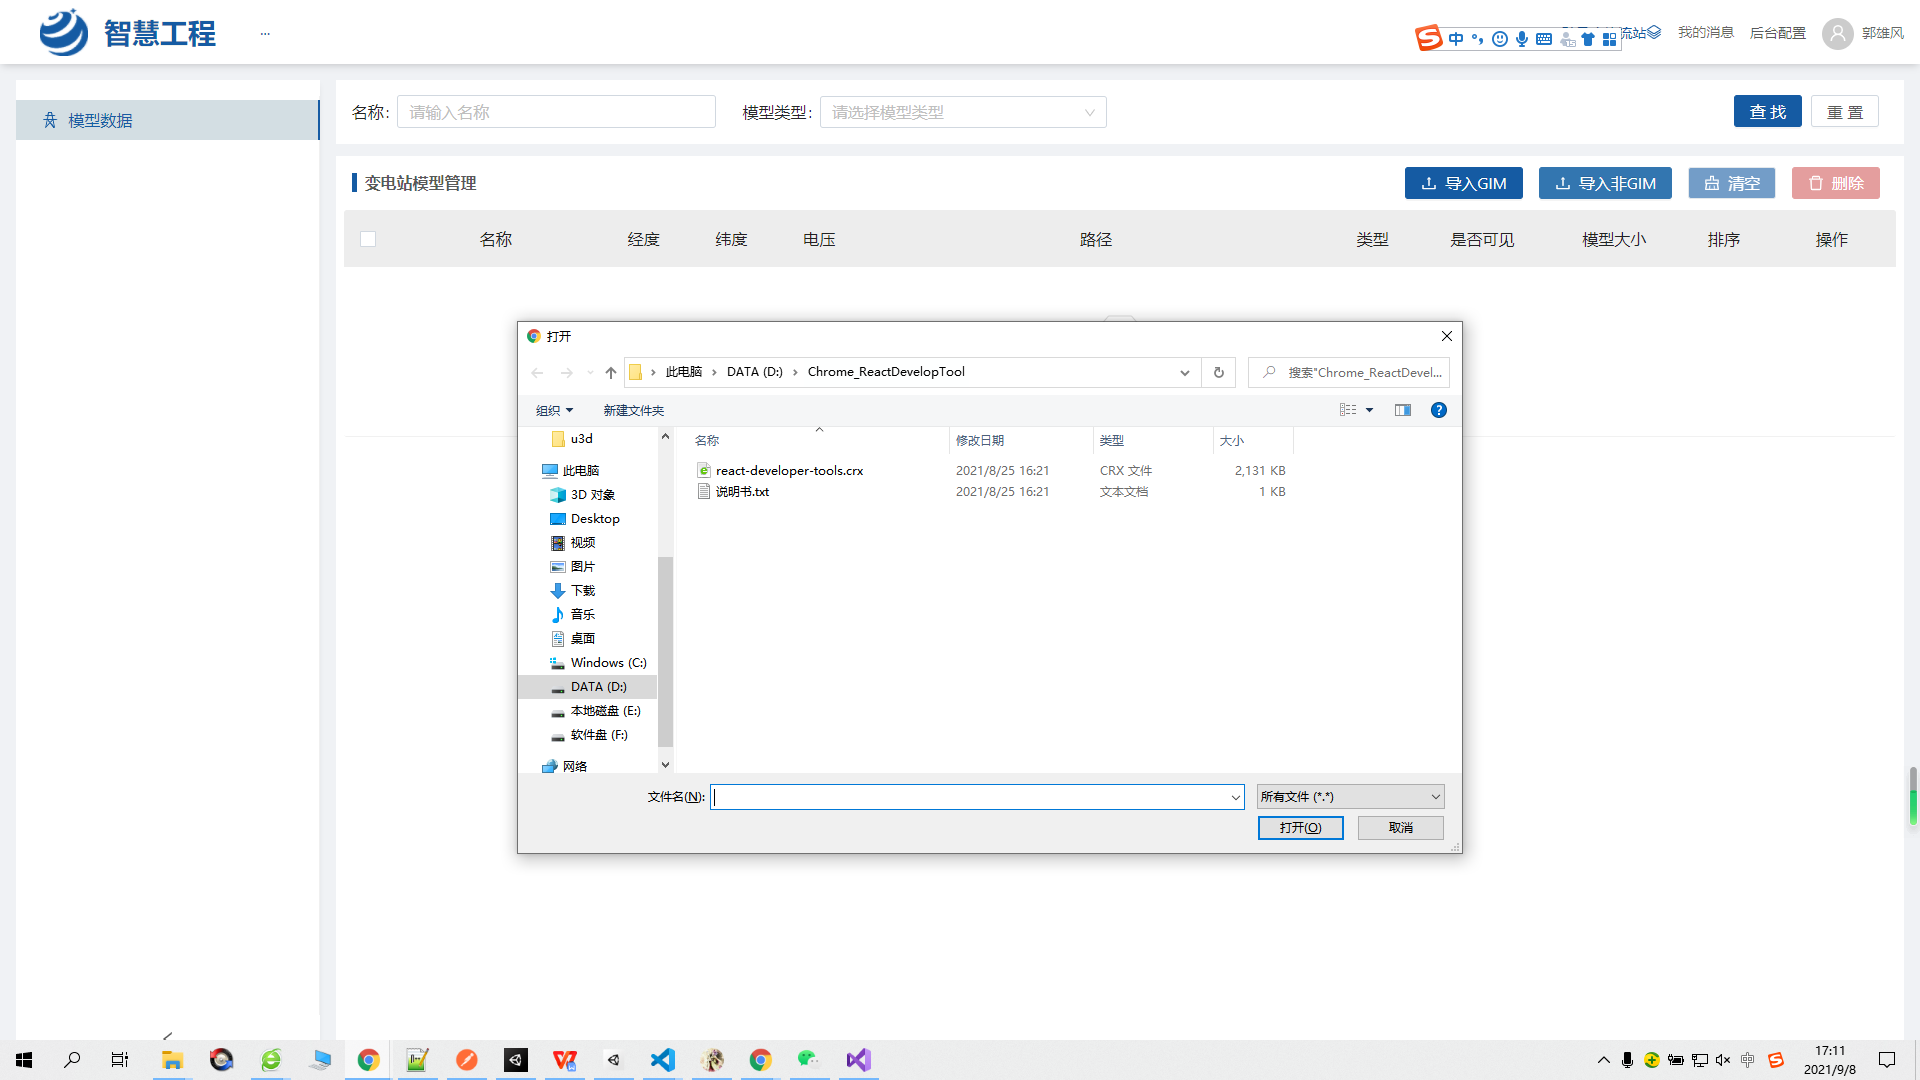 智慧工程
...
中
流站
我的消息
后台配置
郭雄风
模型数据
名称:
请输入名称
模型类型:
请选择模型类型
查 找
重 置
变电站模型管理
导入GIM
导入非GIM
清空
删除
名称
经度
纬度
电压
路径
类型
是否可见
模型大小
排序
操作
打开
此电脑
DATA (D:)
Chrome_ReactDevelopTool
搜索"Chrome_ReactDevel...
组织
新建文件夹
u3d
此电脑
3D 对象
Desktop
视频
图片
下载
音乐
桌面
Windows (C:)
DATA (D:)
本地磁盘 (E:)
软件盘 (F:)
网络
名称
修改日期
类型
大小
react-developer-tools.crx
2021/8/25 16:21
CRX 文件
2,131 KB
说明书.txt
2021/8/25 16:21
文本文档
1 KB
文件名(N):
所有文件 (*.*)
打开(O)
取消
中
17:11
2021/9/8